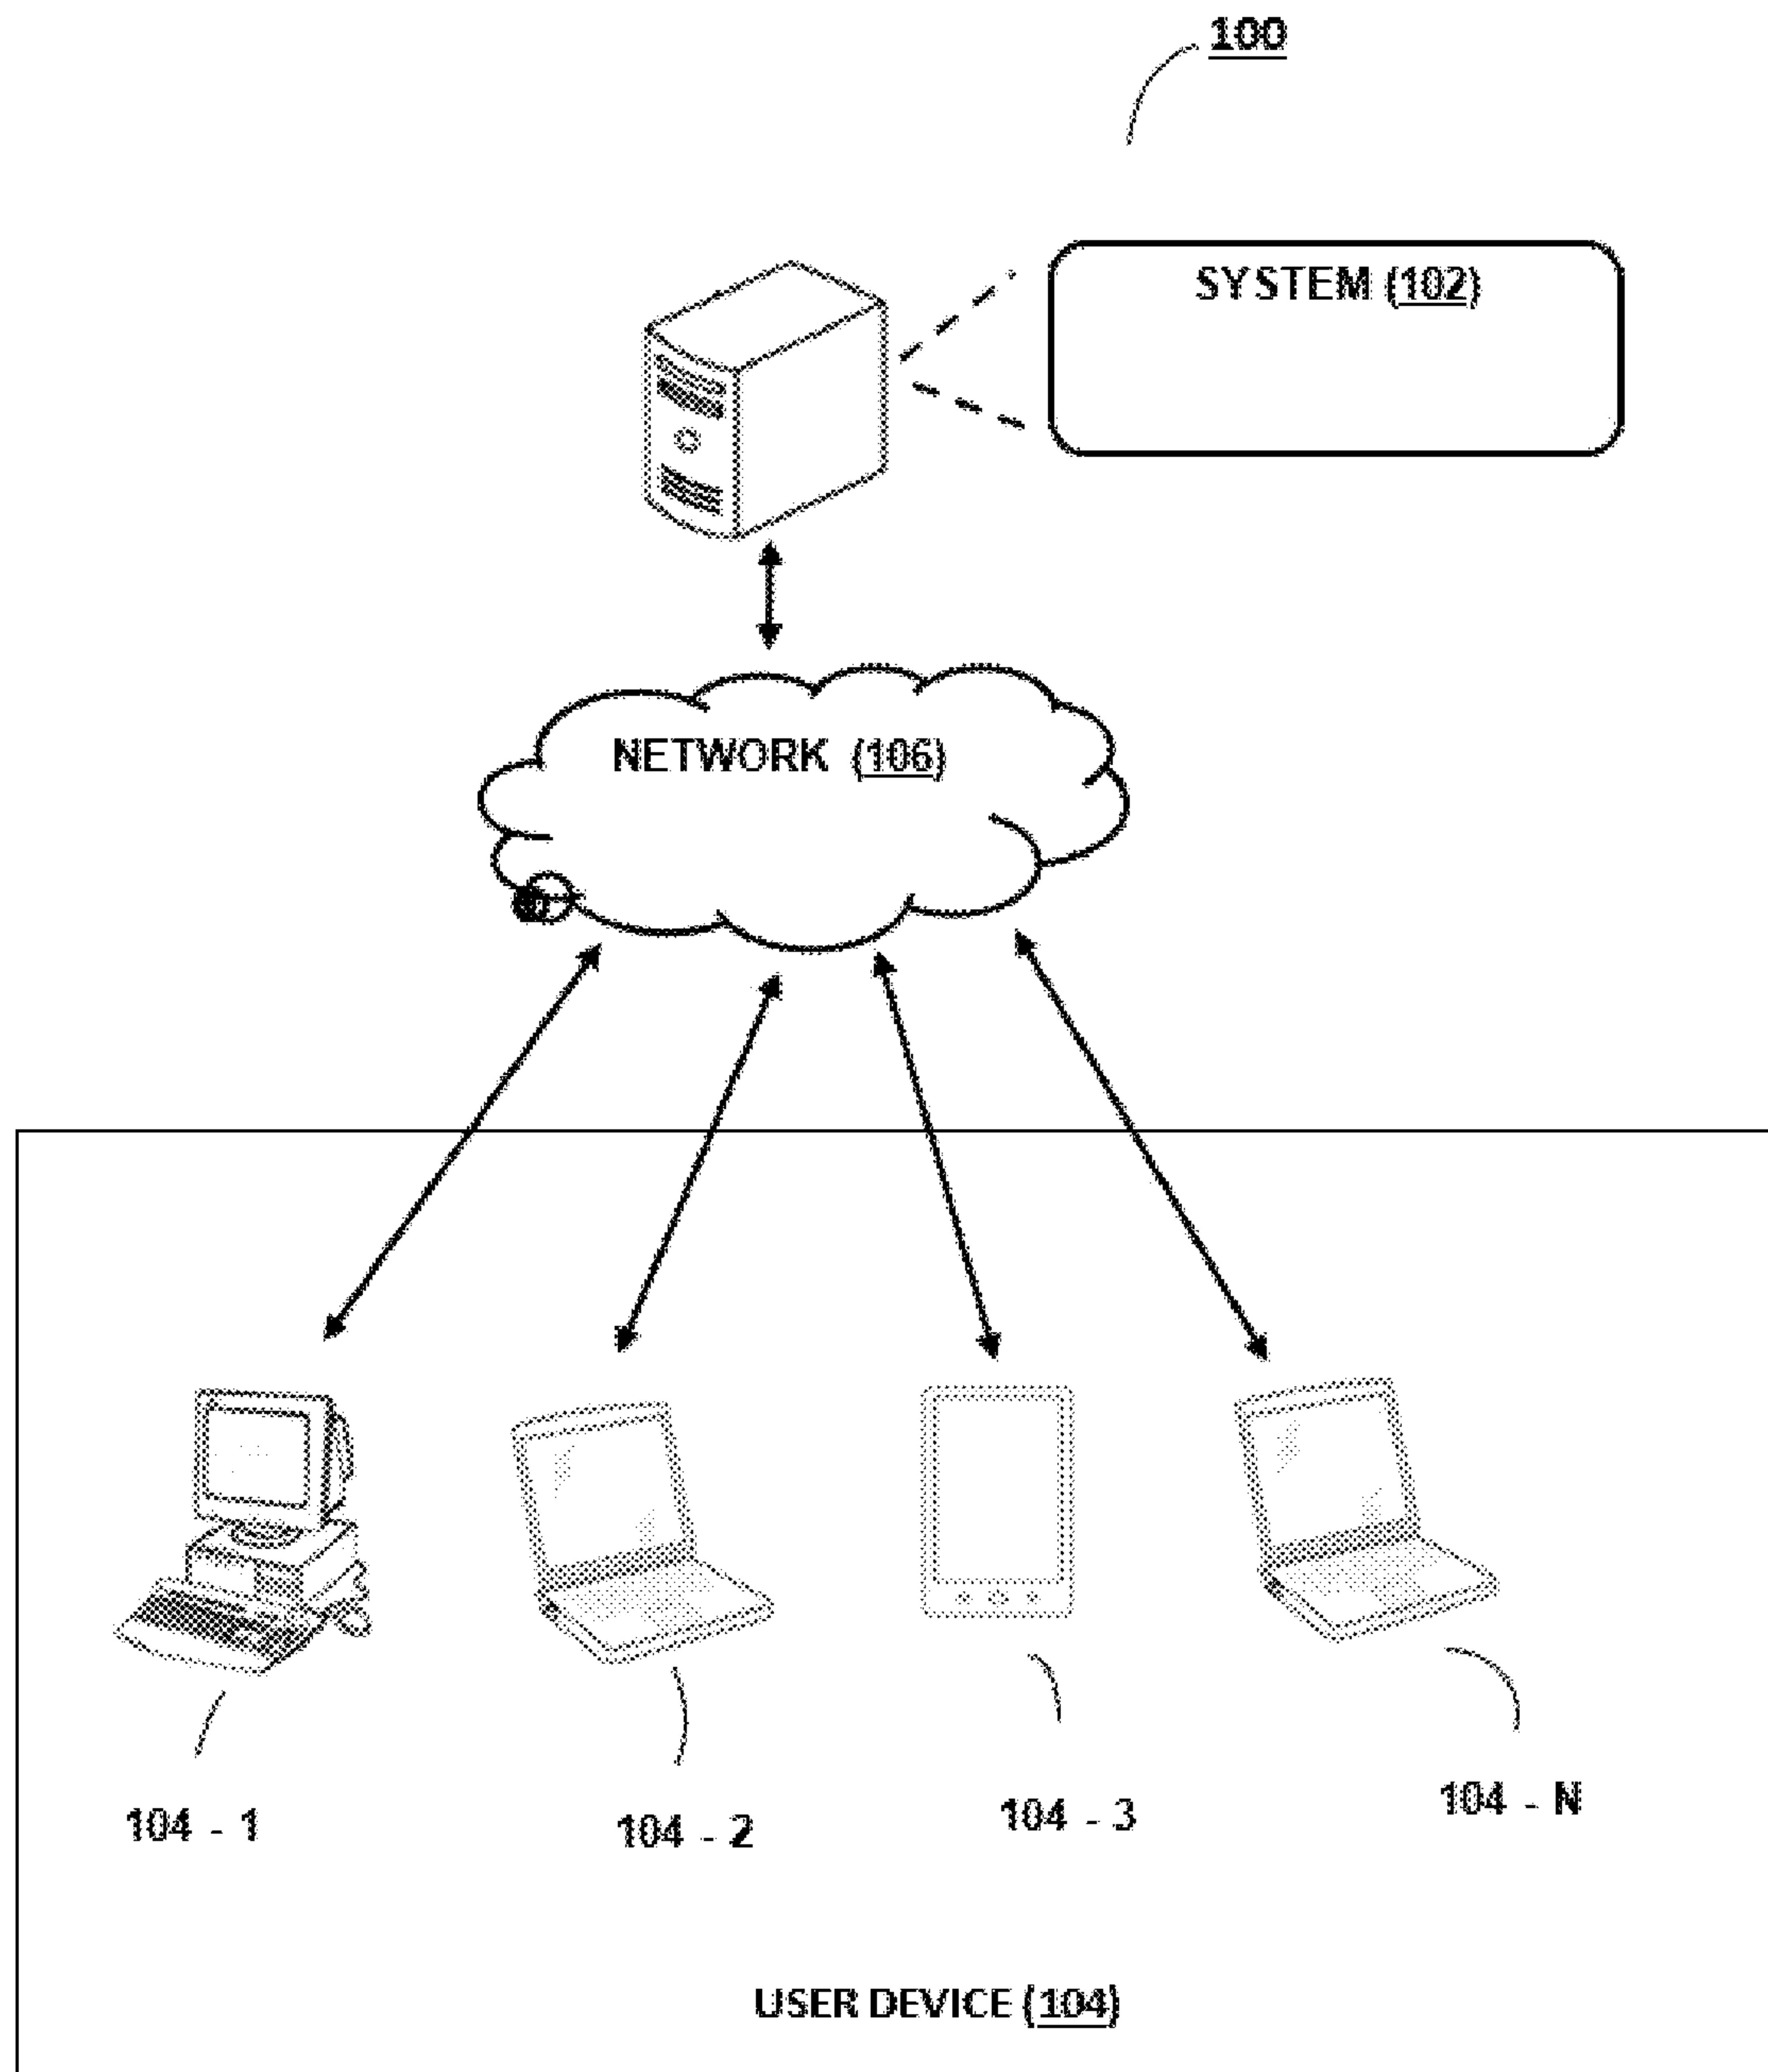 100
SYSTEM (102)
NETWORK (106)
104 - 1
104 - 2
104 - 3
104 - N
USER DEVICE (104)